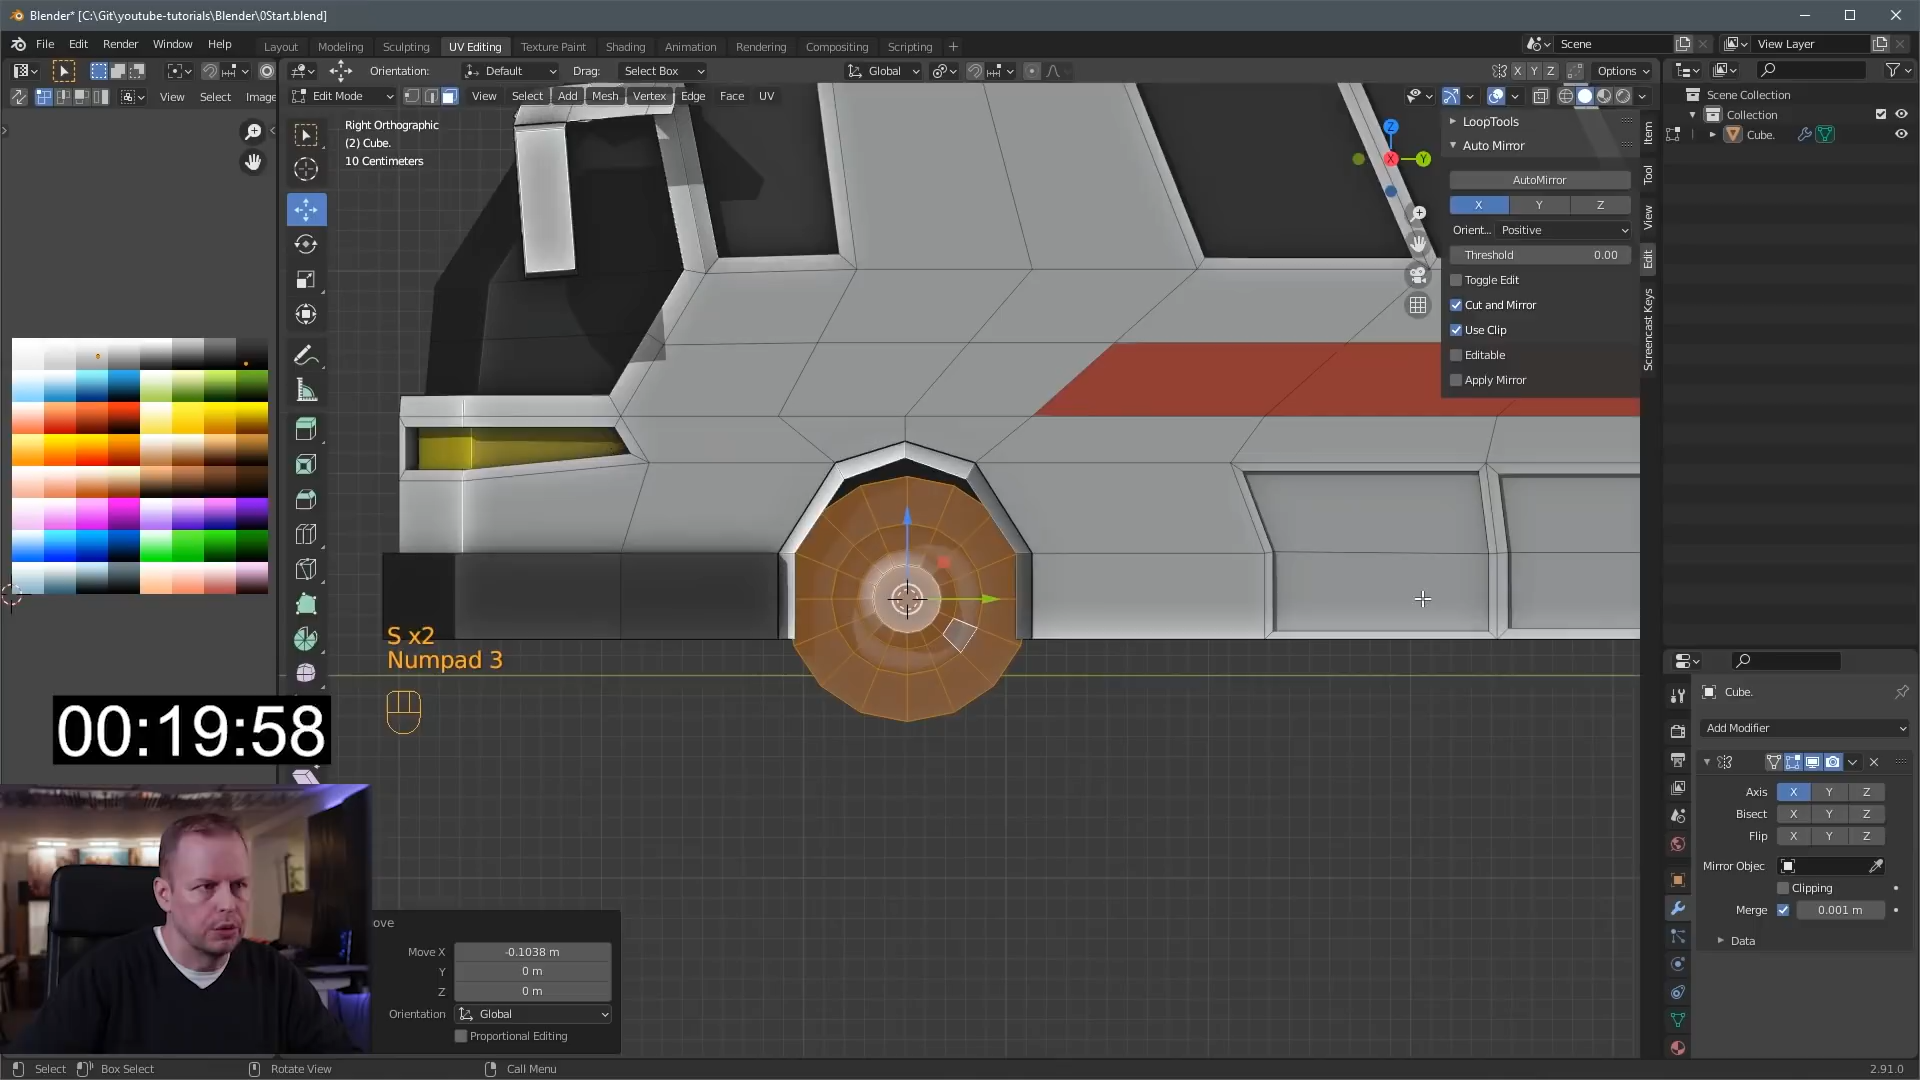 Blender* [C:\Git\youtube-tutorials\Blender\0Start.blend]
File Edit Render Window Help
Layout Modeling Sculpting UV Editing Texture Paint Shading Animation Rendering Compositing Scripting +
Scene View Layer
Orientation: Default Drag: Select Box Global X Y Z Options
View Select Image Edit Mode View Select Add Mesh Vertex Edge Face UV
Right Orthographic
(2) Cube.
10 Centimeters
Z
X
Y
LoopTools
Auto Mirror
AutoMirror
X Y Z
Orient... Positive
Threshold 0.00
Toggle Edit
Cut and Mirror
Use Clip
Editable
Apply Mirror
Item
Tool
View
Edit
Screencast Keys
Scene Collection
Collection
Cube.
S x2
Numpad 3
00:19:58
ove
Move X -0.1038 m
Y 0 m
Z 0 m
Orientation Global
Proportional Editing
Cube.
Add Modifier
Axis X Y Z
Bisect X Y Z
Flip X Y Z
Mirror Objec
Clipping
Merge 0.001 m
Data
Select Box Select Rotate View Call Menu 2.91.0